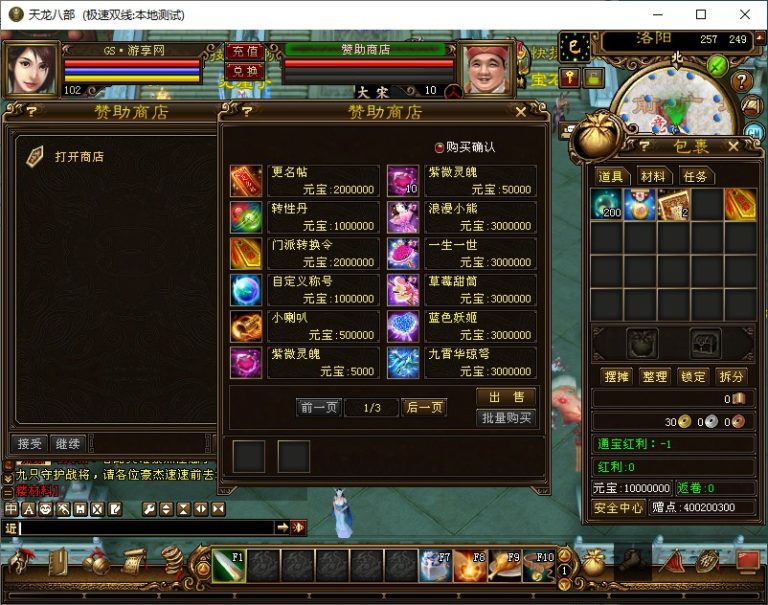 天龙八部 (极速双线:本地测试)
GS·游享网
充值
兑换
赞助商店
大宋
102
10
洛阳
257 249
北
赞助商店
打开商店
接受
继续
赞助商店
购买确认
更名帖
元宝:2000000
10
紫微灵魄
元宝:50000
转性丹
元宝:1000000
浪漫小熊
元宝:3000000
门派转换令
元宝:2000000
一生一世
元宝:3000000
自定义称号
元宝:1000000
草莓甜筒
元宝:3000000
小喇叭
元宝:500000
蓝色妖姬
元宝:3000000
紫微灵魄
元宝:5000
九霄华琼弩
元宝:3000000
前一页
1/3
后一页
出 售
批量购买
包裹
道具
材料
任务
200
2
摆摊
整理
锁定
拆分
0
30
0
0
通宝红利:-1
红利:0
元宝:10000000
返卷:0
安全中心
赠点:400200300
九只守护战将,请各位豪杰速速前去
近
F1
F7
F8
F9
F10
1